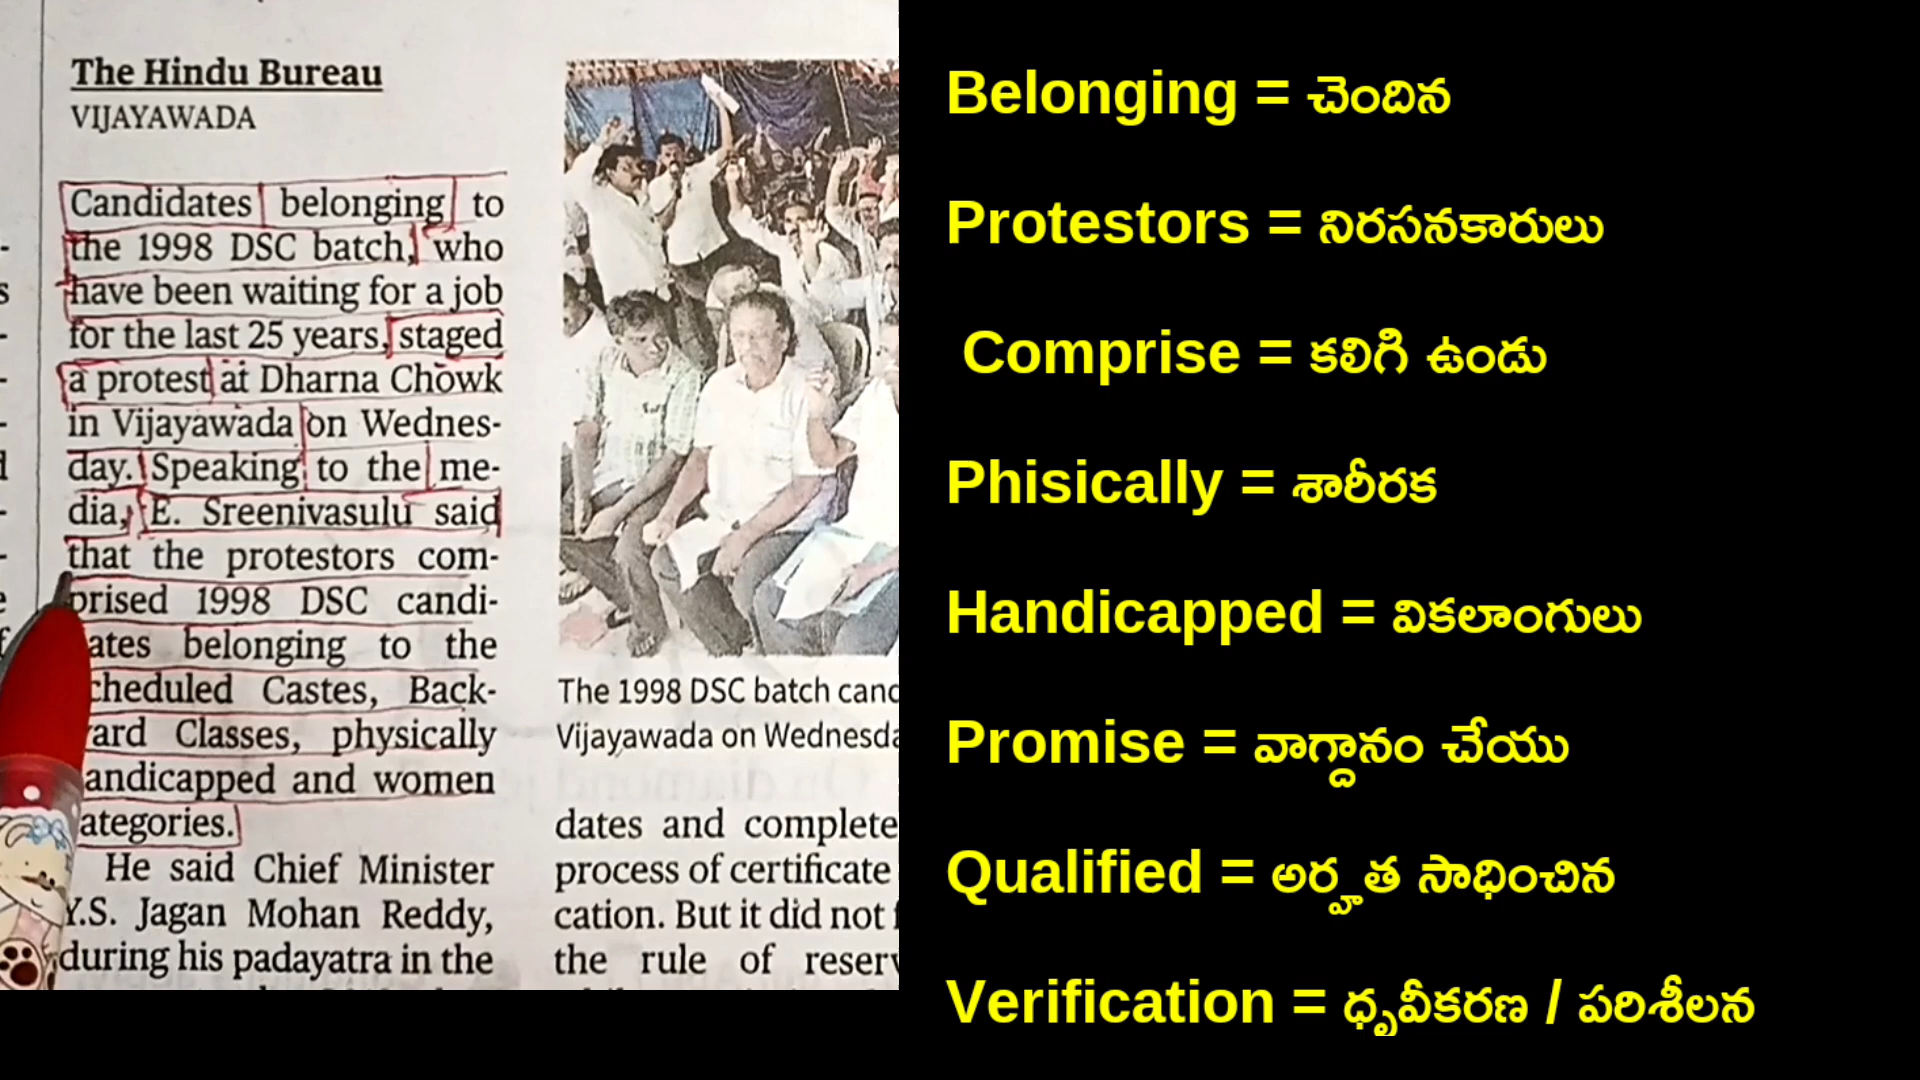 The Hindu Bureau
VIJAYAWADA
Candidates belonging to
the 1998 DSC batch, who
have been waiting for a job
for the last 25 years, staged
a protest at Dharna Chowk
in Vijayawada on Wednes-
day. Speaking to the me-
dia, E. Sreenivasulu said
that the protestors com-
prised 1998 DSC candi-
ates belonging to the
cheduled Castes, Back-
ard Classes, physically
andicapped and women
ategories.
He said Chief Minister
Y.S. Jagan Mohan Reddy,
during his padayatra in the
The 1998 DSC batch canc
Vijayawada on Wednesda
dates and complete
process of certificate
cation. But it did not
the rule of reserv
Belonging = చెందిన
Protestors = నిరసనకారులు
Comprise = కలిగి ఉండు
Phisically = శారీరక
Handicapped = వికలాంగులు
Promise = వాగ్దానం చేయు
Qualified = అర్హత సాధించిన
Verification = ధృవీకరణ / పరిశీలన